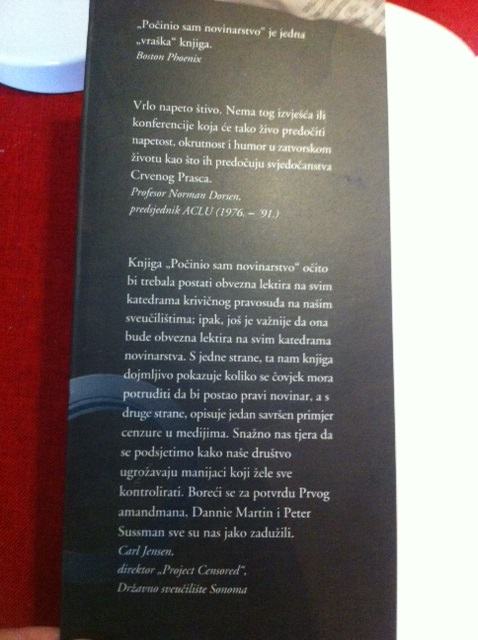 „Počinio sam novinarstvo“ je jedna
„vraška“ knjiga.
Boston Phoenix
Vrlo napeto štivo. Nema tog izvješća ili
konferencije koja će tako živo predočiti
napetost, okrutnost i humor u zatvorskom
životu kao što ih predočuju svjedočanstva
Crvenog Prasca.
Profesor Norman Dorsen,
predsjednik ACLU (1976. – '91.)
Knjiga „Počinio sam novinarstvo“ očito
bi trebala postati obvezna lektira na svim
katedrama krivičnog pravosuđa na našim
sveučilištima; ipak, još je važnije da ona
bude obvezna lektira na svim katedrama
novinarstva. S jedne strane, ta nam knjiga
dojmljivo pokazuje koliko se čovjek mora
potruditi da bi postao pravi novinar, a s
druge strane, opisuje jedan savršen primjer
cenzure u medijima. Snažno nas tjera da
se podsjetimo kako naše društvo
ugrožavaju manijaci koji žele sve
kontrolirati. Boreći se za potvrdu Prvog
amandmana, Dannie Martin i Peter
Sussman sve su nas jako zadužili.
Carl Jensen,
direktor „Project Censored“,
Državno sveučilište Sonoma